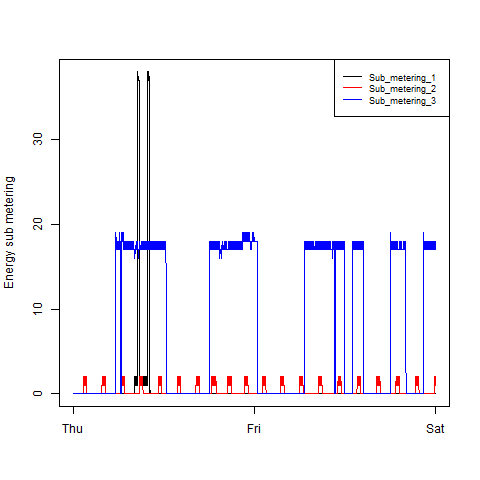 Sub_metering_1
Sub_metering_2
Sub_metering_3
Energy sub metering
30
20
10
0
Thu
Fri
Sat